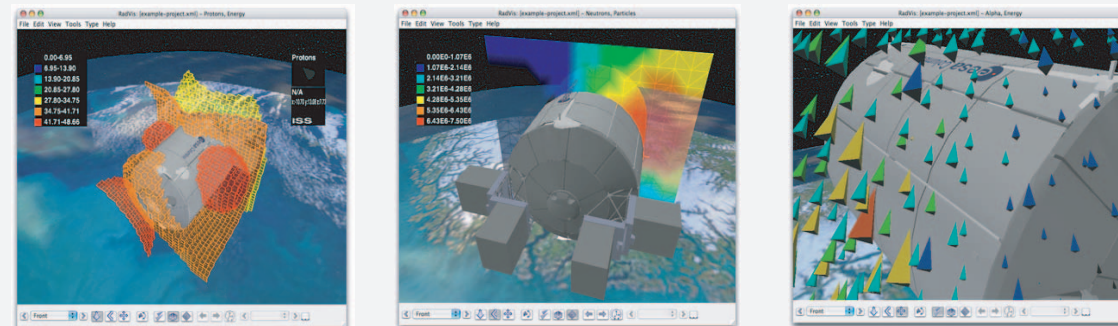 RadVis: [example-project.xml] – Protons, Energy
File Edit View Tools Type Help
0.00-6.95
6.95-13.90
13.90-20.85
20.85-27.80
27.80-34.75
34.75-41.71
41.71-48.66
Protons
N/A
ISS
Front
RadVis: [example-project.xml] – Neutrons, Particles
File Edit View Tools Type Help
0.00E0-1.07E6
1.07E6-2.14E6
2.14E6-3.21E6
3.21E6-4.28E6
4.28E6-5.35E6
5.35E6-6.43E6
6.43E6-7.50E6
Front
RadVis: [example-project.xml] – Alpha, Energy
File Edit View Tools Type Help
esa
Front